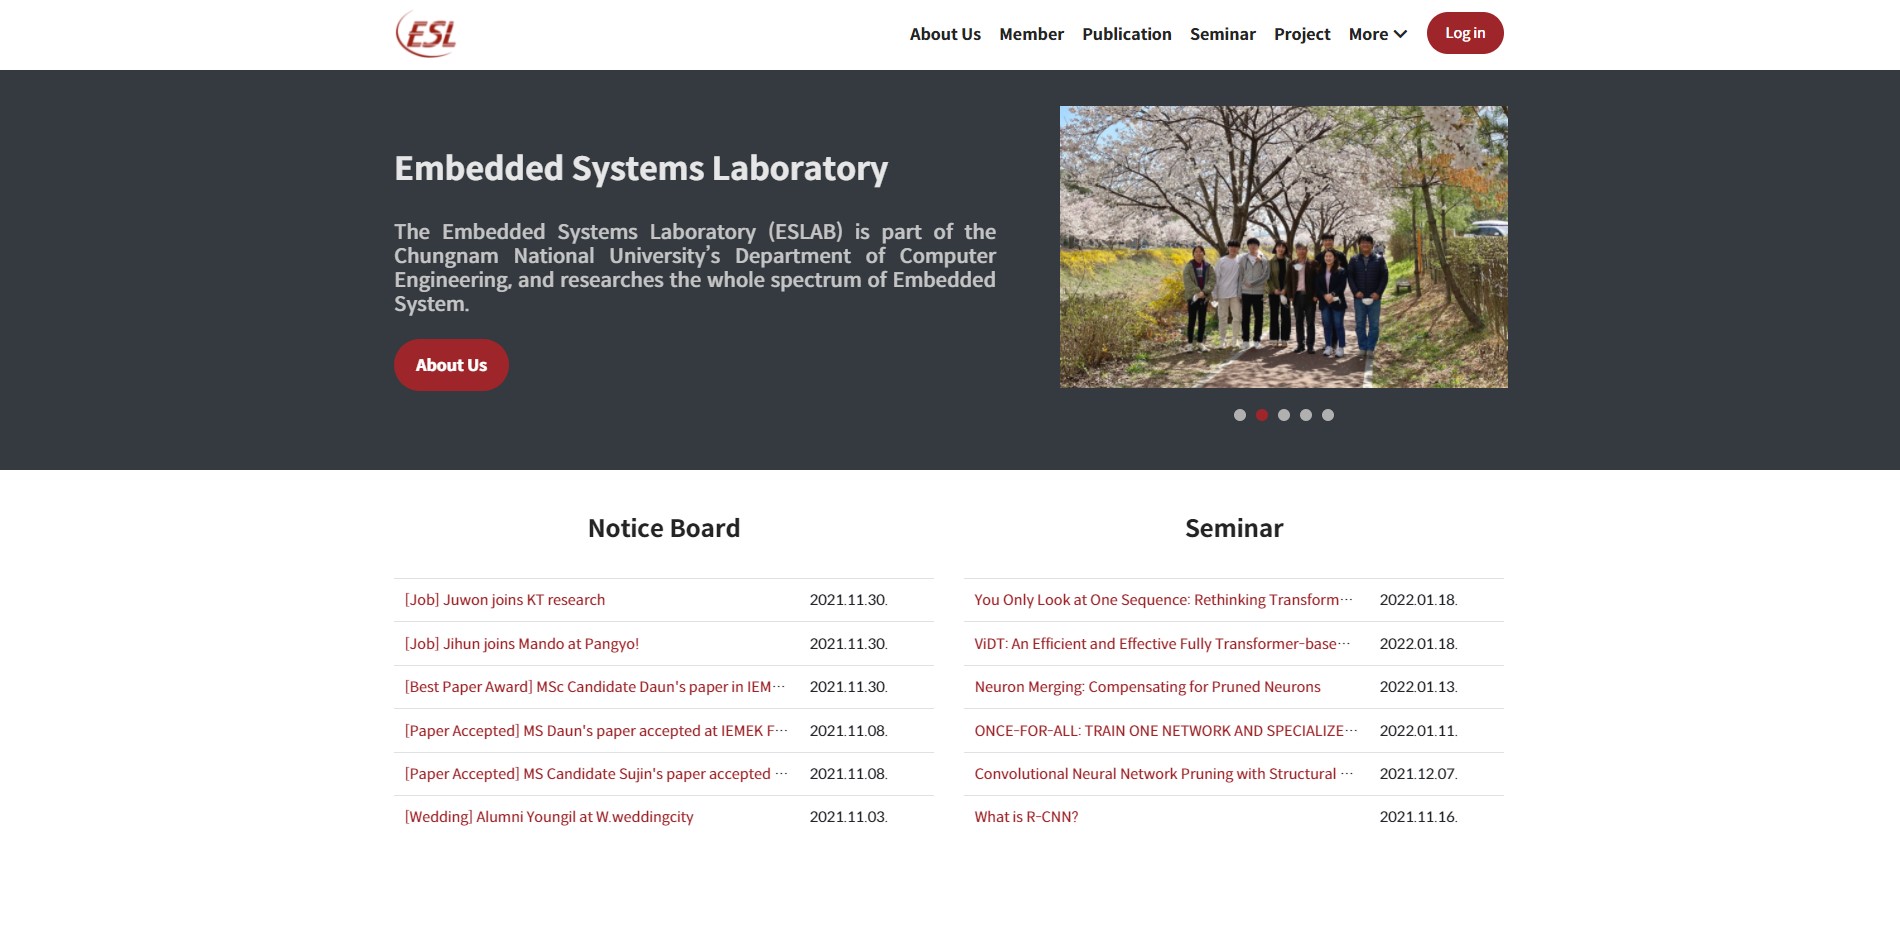 ESL
About Us Member Publication Seminar Project More Log in
Embedded Systems Laboratory
The Embedded Systems Laboratory (ESLAB) is part of the
Chungnam National University's Department of Computer
Engineering, and researches the whole spectrum of Embedded
System.
About Us
Notice Board
[Job] Juwon joins KT research 2021.11.30.
[Job] Jihun joins Mando at Pangyo! 2021.11.30.
[Best Paper Award] MSc Candidate Daun's paper in IEM… 2021.11.30.
[Paper Accepted] MS Daun's paper accepted at IEMEK F… 2021.11.08.
[Paper Accepted] MS Candidate Sujin's paper accepted … 2021.11.08.
[Wedding] Alumni Youngil at W.weddingcity 2021.11.03.
Seminar
You Only Look at One Sequence: Rethinking Transform… 2022.01.18.
ViDT: An Efficient and Effective Fully Transformer-base… 2022.01.18.
Neuron Merging: Compensating for Pruned Neurons 2022.01.13.
ONCE-FOR-ALL: TRAIN ONE NETWORK AND SPECIALIZE… 2022.01.11.
Convolutional Neural Network Pruning with Structural … 2021.12.07.
What is R-CNN? 2021.11.16.